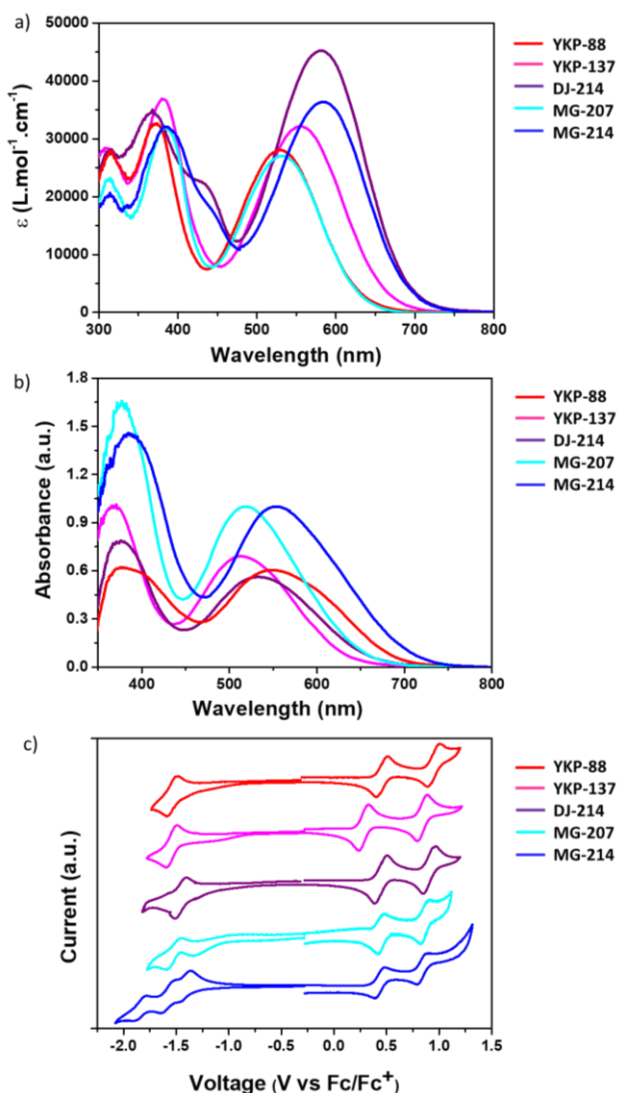 a)
50000
40000
30000
20000
10000
0
ε (L.mol⁻¹.cm⁻¹)
300 400 500 600 700 800
Wavelength (nm)
YKP-88
YKP-137
DJ-214
MG-207
MG-214
b)
1.8
1.5
1.2
0.9
0.6
0.3
0.0
Absorbance (a.u.)
400 500 600 700 800
Wavelength (nm)
YKP-88
YKP-137
DJ-214
MG-207
MG-214
c)
Current (a.u.)
-2.0 -1.5 -1.0 -0.5 0.0 0.5 1.0 1.5
Voltage (V vs Fc/Fc⁺)
YKP-88
YKP-137
DJ-214
MG-207
MG-214